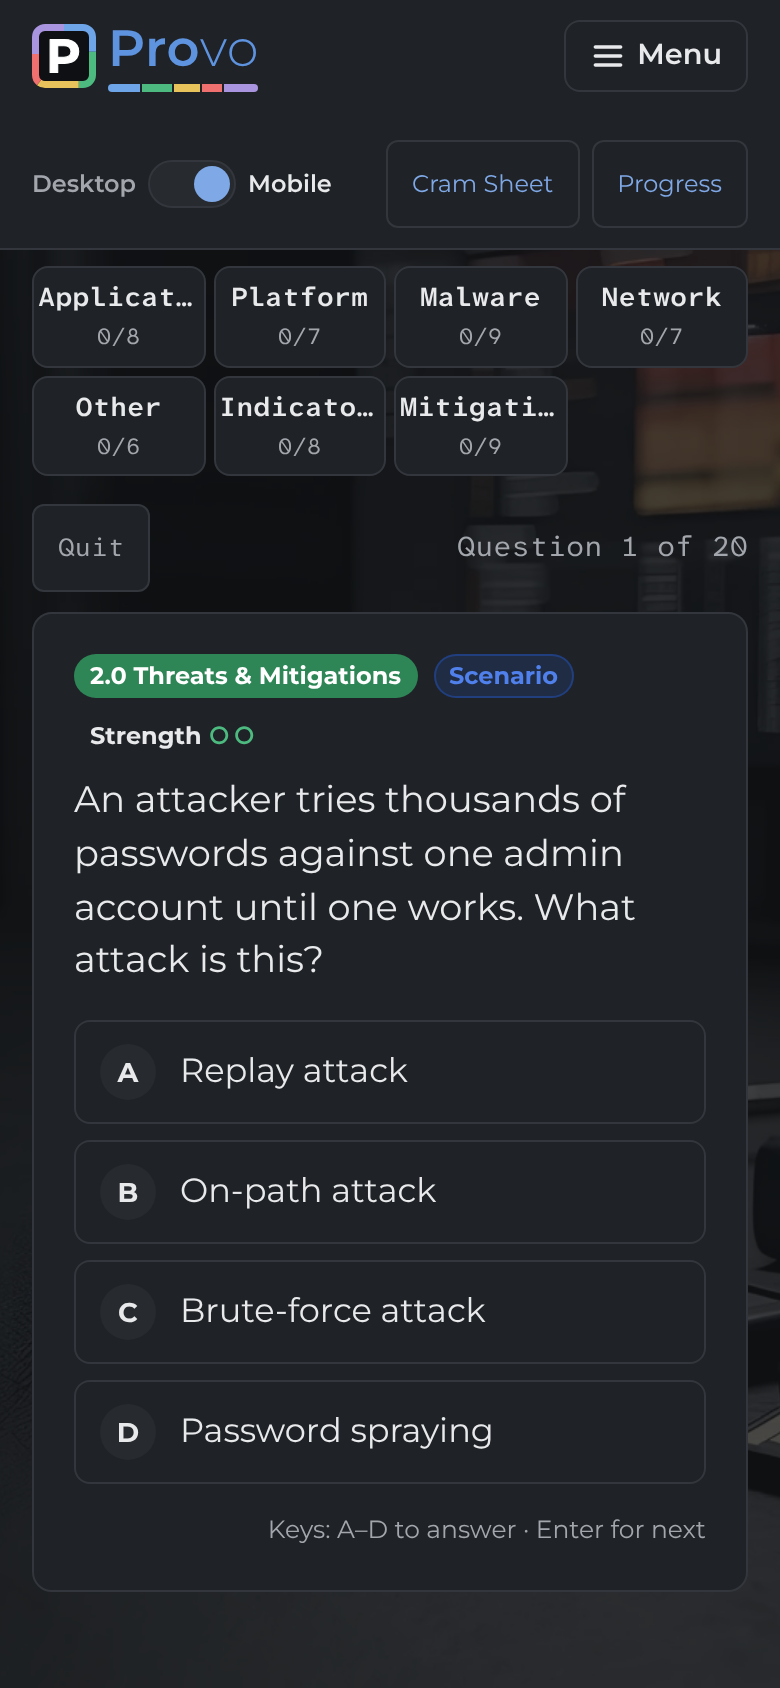 P Provo
Menu
Desktop Mobile Cram Sheet Progress
Applicat… Platform Malware Network
0/8 0/7 0/9 0/7
Other Indicato… Mitigati…
0/6 0/8 0/9
Quit Question 1 of 20
2.0 Threats & Mitigations Scenario
Strength
An attacker tries thousands of
passwords against one admin
account until one works. What
attack is this?
A Replay attack
B On-path attack
C Brute-force attack
D Password spraying
Keys: A–D to answer · Enter for next